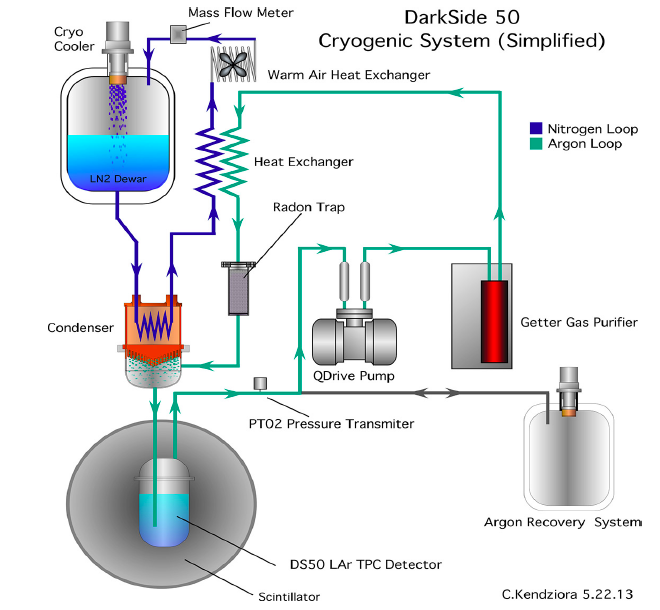 DarkSide 50
Cryogenic System (Simplified)
Mass Flow Meter
Cryo
Cooler
Warm Air Heat Exchanger
Nitrogen Loop
Argon Loop
Heat Exchanger
LN2 Dewar
Radon Trap
Condenser
Getter Gas Purifier
QDrive Pump
PT02 Pressure Transmiter
Argon Recovery System
DS50 LAr TPC Detector
Scintillator
C.Kendziora 5.22.13